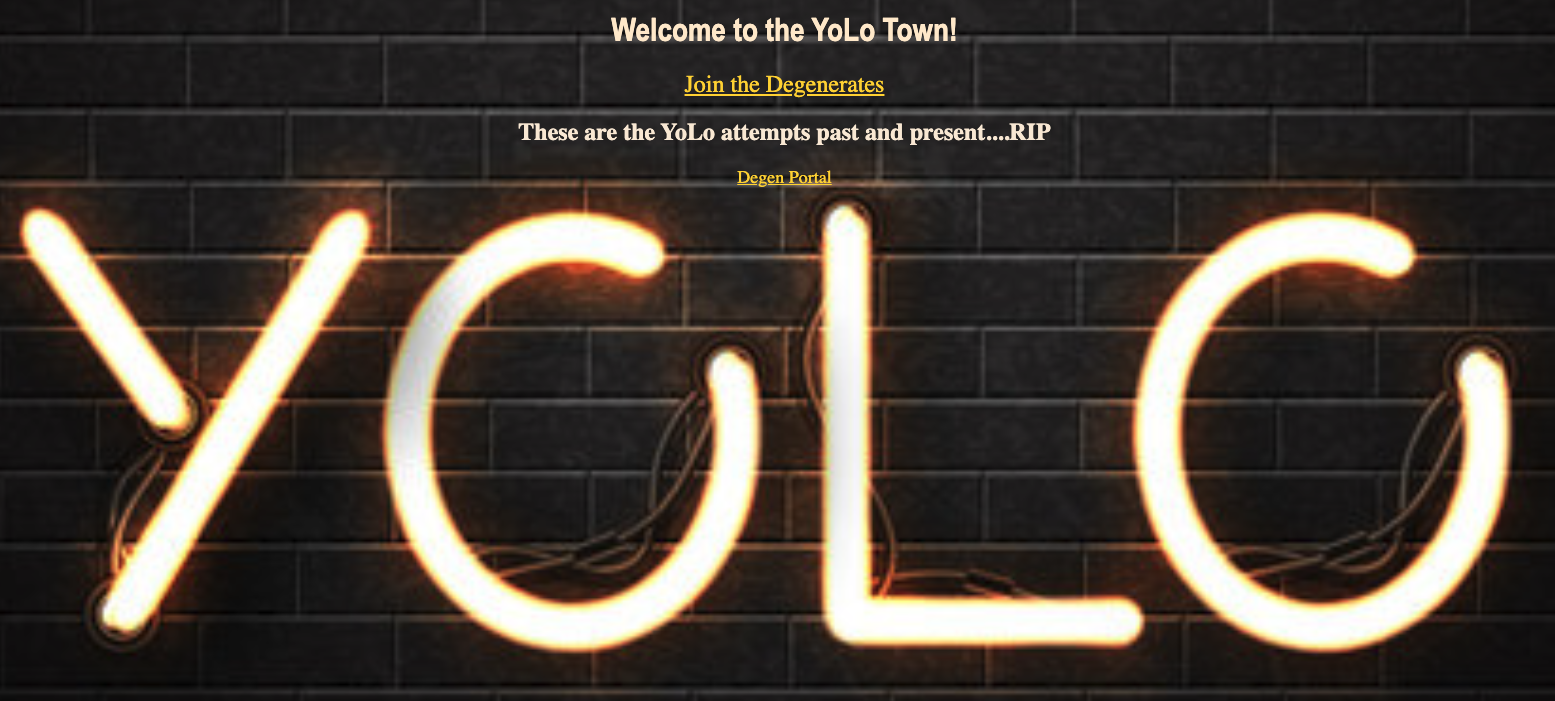 Welcome to the YoLo Town!
Join the Degenerates
These are the YoLo attempts past and present....RIP
Degen Portal
YOLO